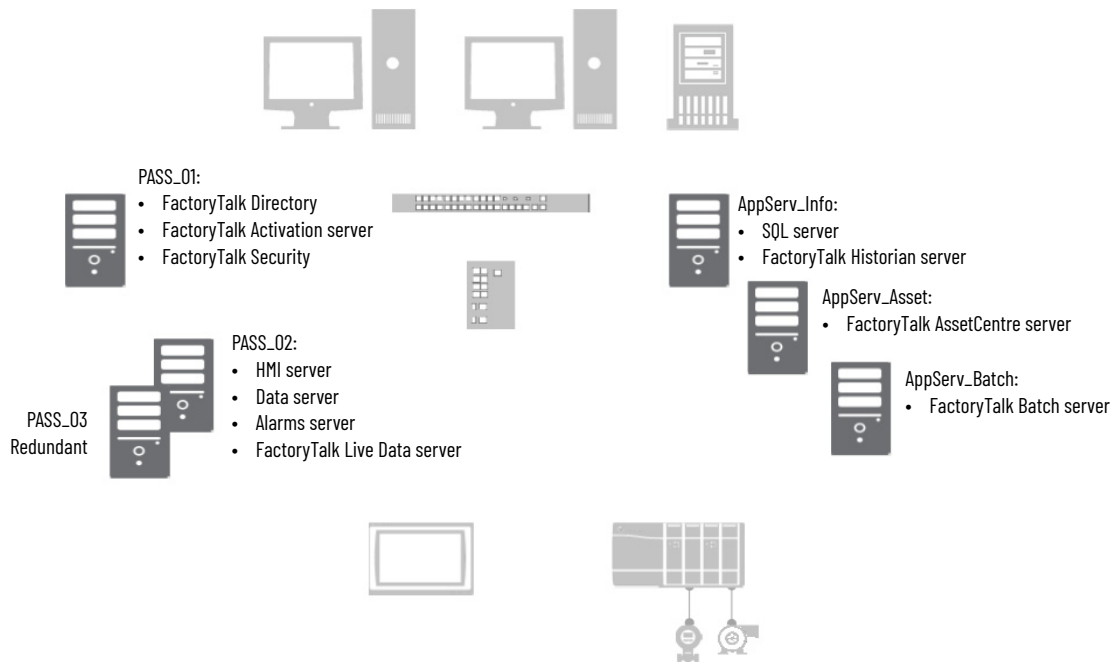 PASS_01:
• FactoryTalk Directory
• FactoryTalk Activation server
• FactoryTalk Security
AppServ_Info:
• SQL server
• FactoryTalk Historian server
AppServ_Asset:
• FactoryTalk AssetCentre server
PASS_02:
• HMI server
• Data server
• Alarms server
• FactoryTalk Live Data server
PASS_03
Redundant
AppServ_Batch:
• FactoryTalk Batch server